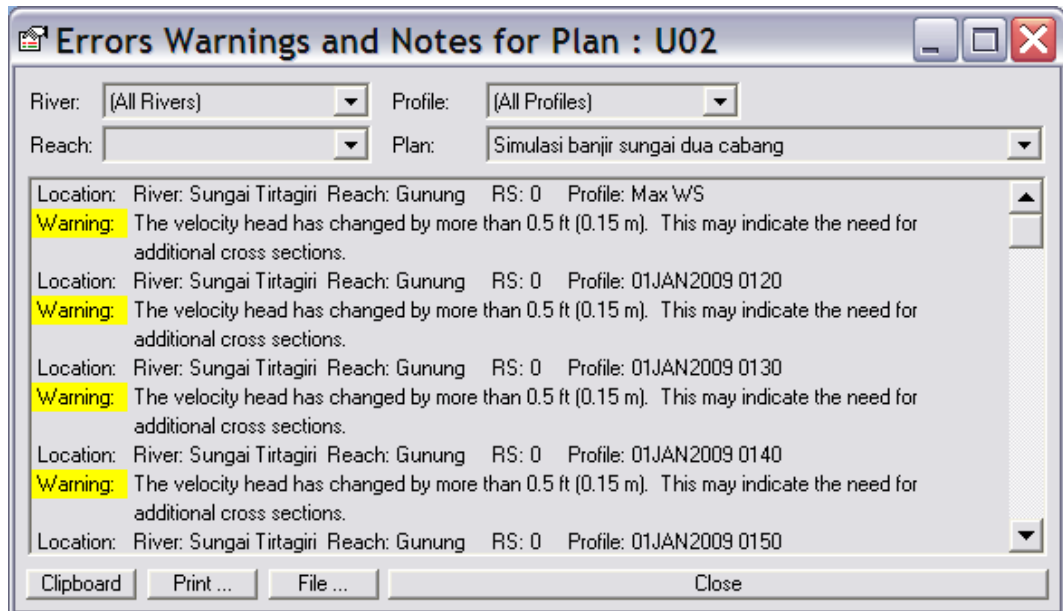 Errors Warnings and Notes for Plan : U02
River: (All Rivers) Profile: (All Profiles)
Reach: Plan: Simulasi banjir sungai dua cabang
Location: River: Sungai Tirtagiri Reach: Gunung RS: 0 Profile: Max WS
Warning: The velocity head has changed by more than 0.5 ft (0.15 m). This may indicate the need for
additional cross sections.
Location: River: Sungai Tirtagiri Reach: Gunung RS: 0 Profile: 01JAN2009 0120
Warning: The velocity head has changed by more than 0.5 ft (0.15 m). This may indicate the need for
additional cross sections.
Location: River: Sungai Tirtagiri Reach: Gunung RS: 0 Profile: 01JAN2009 0130
Warning: The velocity head has changed by more than 0.5 ft (0.15 m). This may indicate the need for
additional cross sections.
Location: River: Sungai Tirtagiri Reach: Gunung RS: 0 Profile: 01JAN2009 0140
Warning: The velocity head has changed by more than 0.5 ft (0.15 m). This may indicate the need for
additional cross sections.
Location: River: Sungai Tirtagiri Reach: Gunung RS: 0 Profile: 01JAN2009 0150
Clipboard Print ... File ... Close